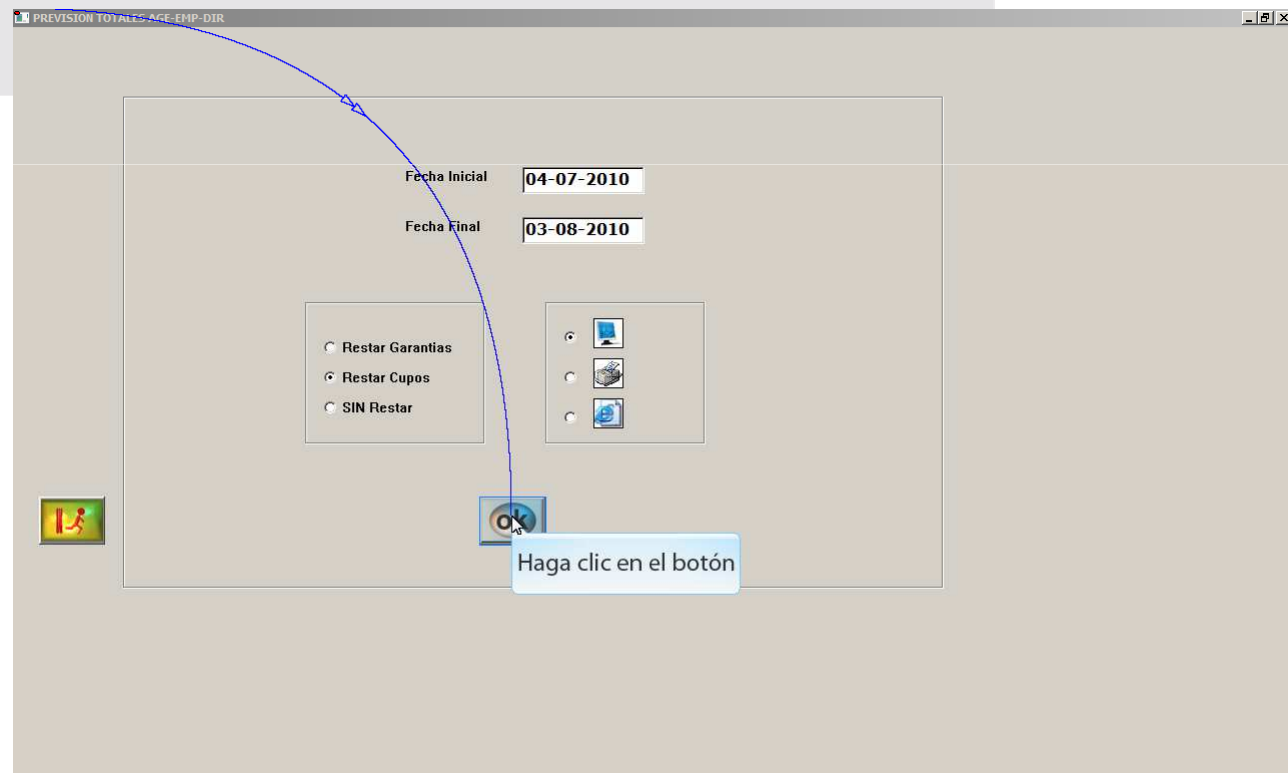 PREVISION TOTALES AGE-EMP-DIR
Fecha Inicial 04-07-2010
Fecha Final 03-08-2010
Restar Garantias
Restar Cupos
SIN Restar
ok
Haga clic en el botón